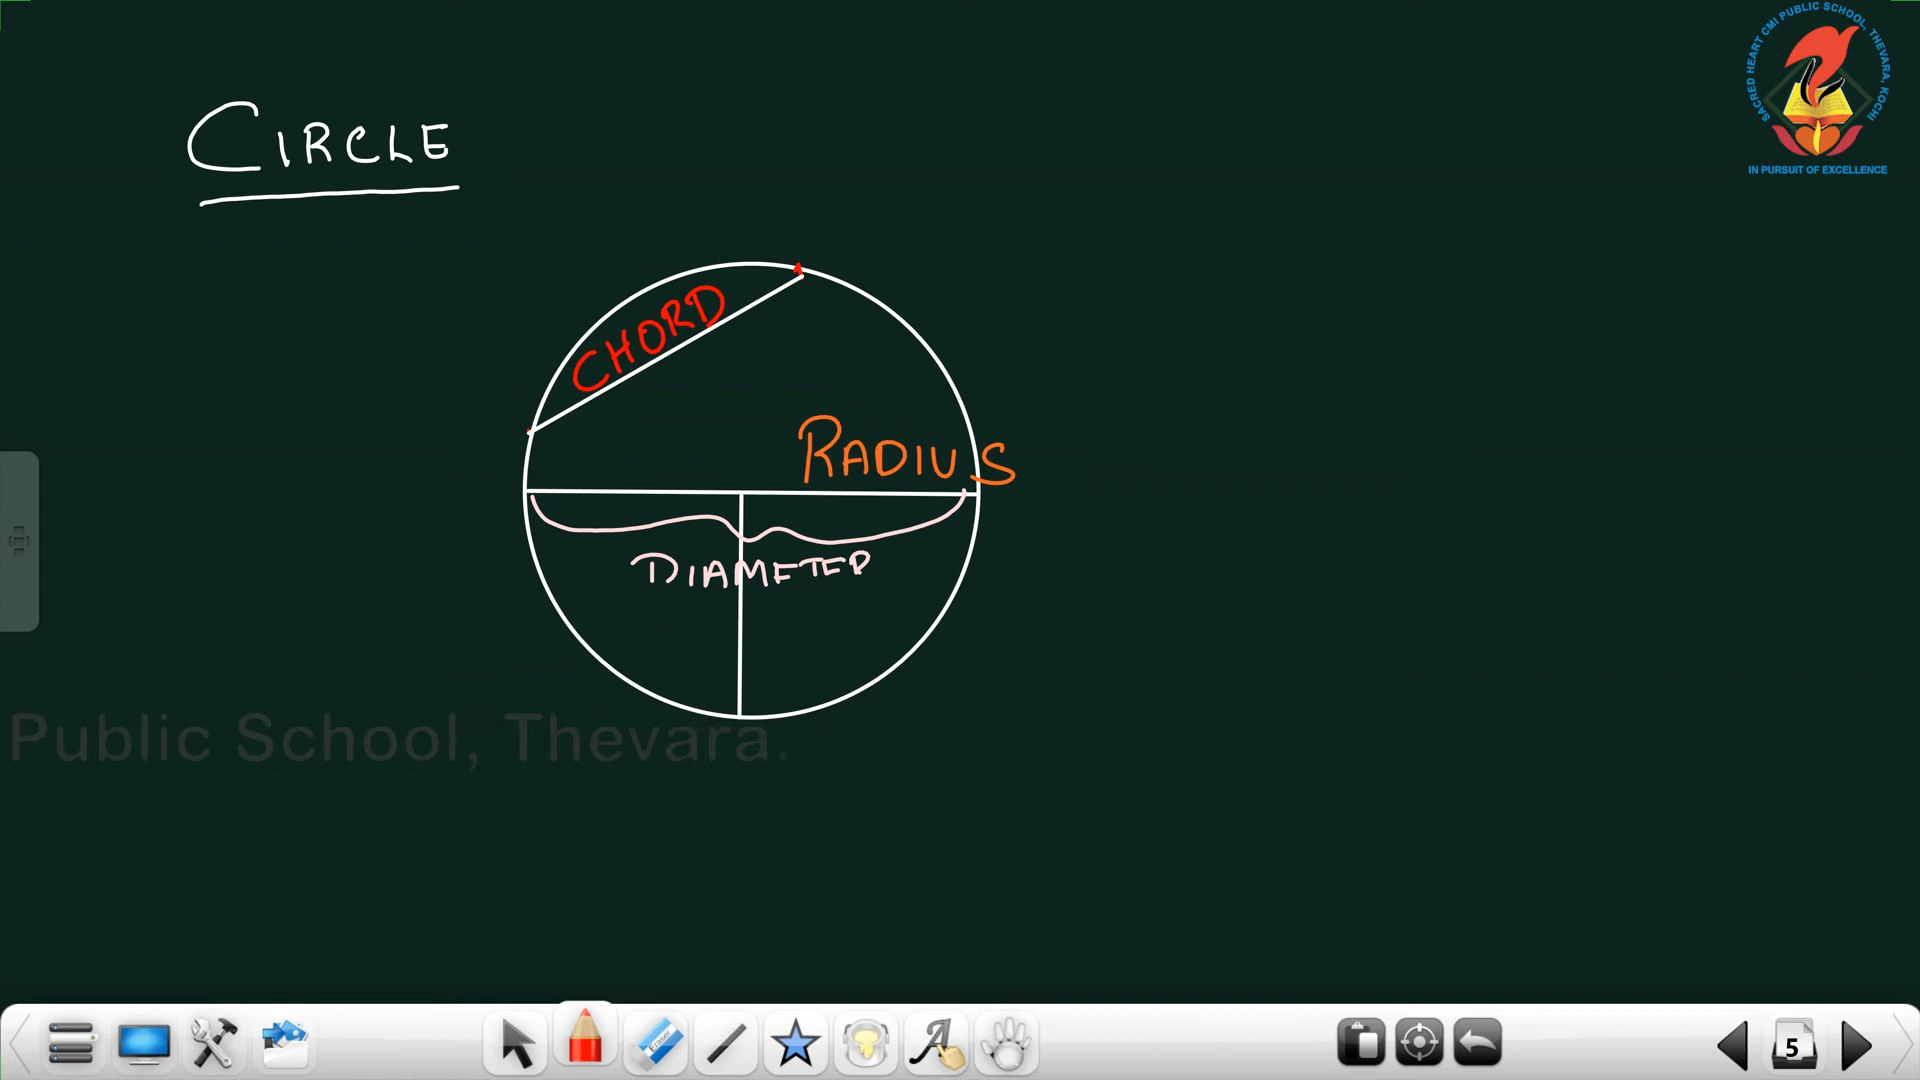 SACRED HEART CMI PUBLIC SCHOOL, THEVARA, KOCHI
IN PURSUIT OF EXCELLENCE
CIRCLE
CHORD
RADIUS
DIAMETER
Public School, Thevara.
Eraser
A
5